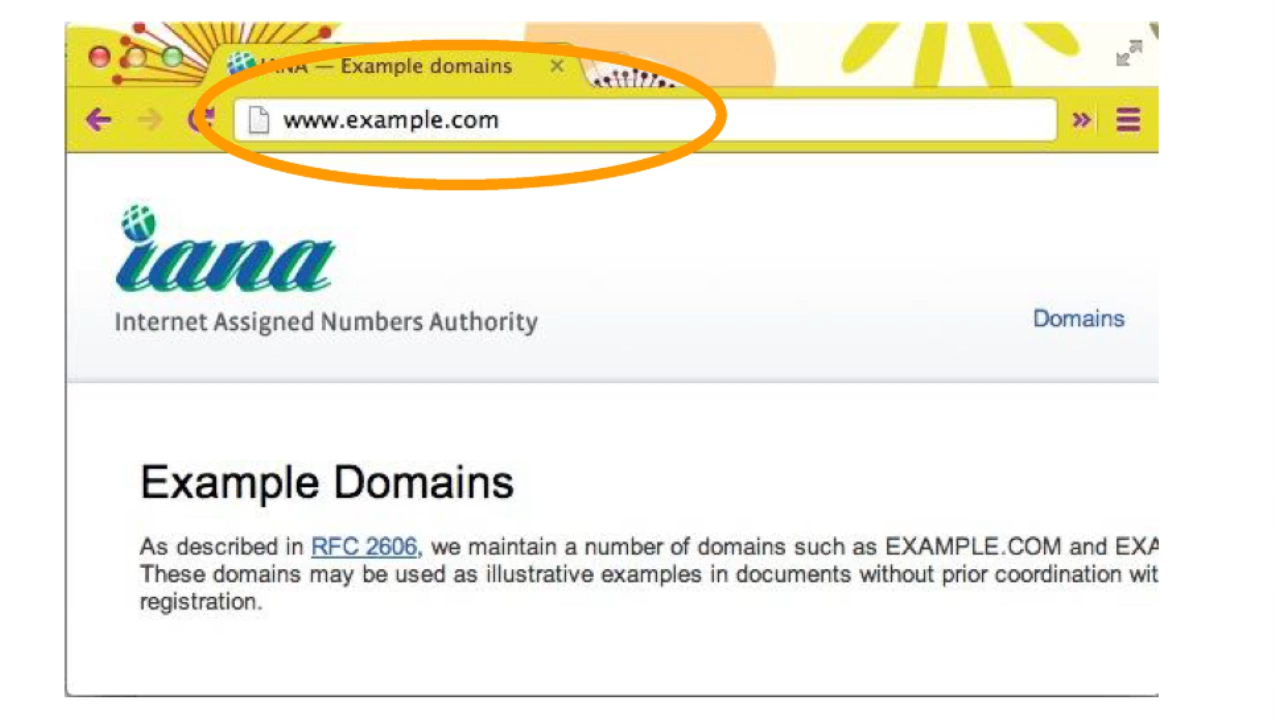 IANA — Example domains
www.example.com
iana
Internet Assigned Numbers Authority
Domains
Example Domains
As described in RFC 2606, we maintain a number of domains such as EXAMPLE.COM and EXA
These domains may be used as illustrative examples in documents without prior coordination wit
registration.